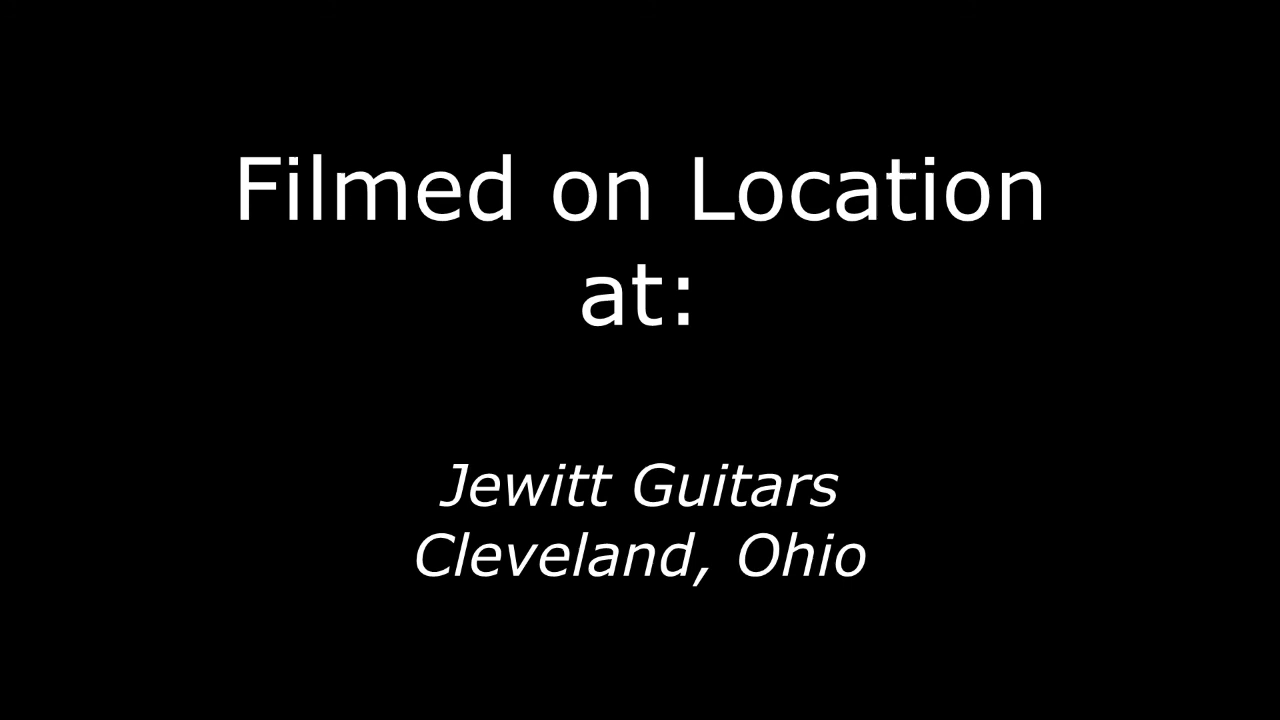 Filmed on Location
at:
Jewitt Guitars
Cleveland, Ohio